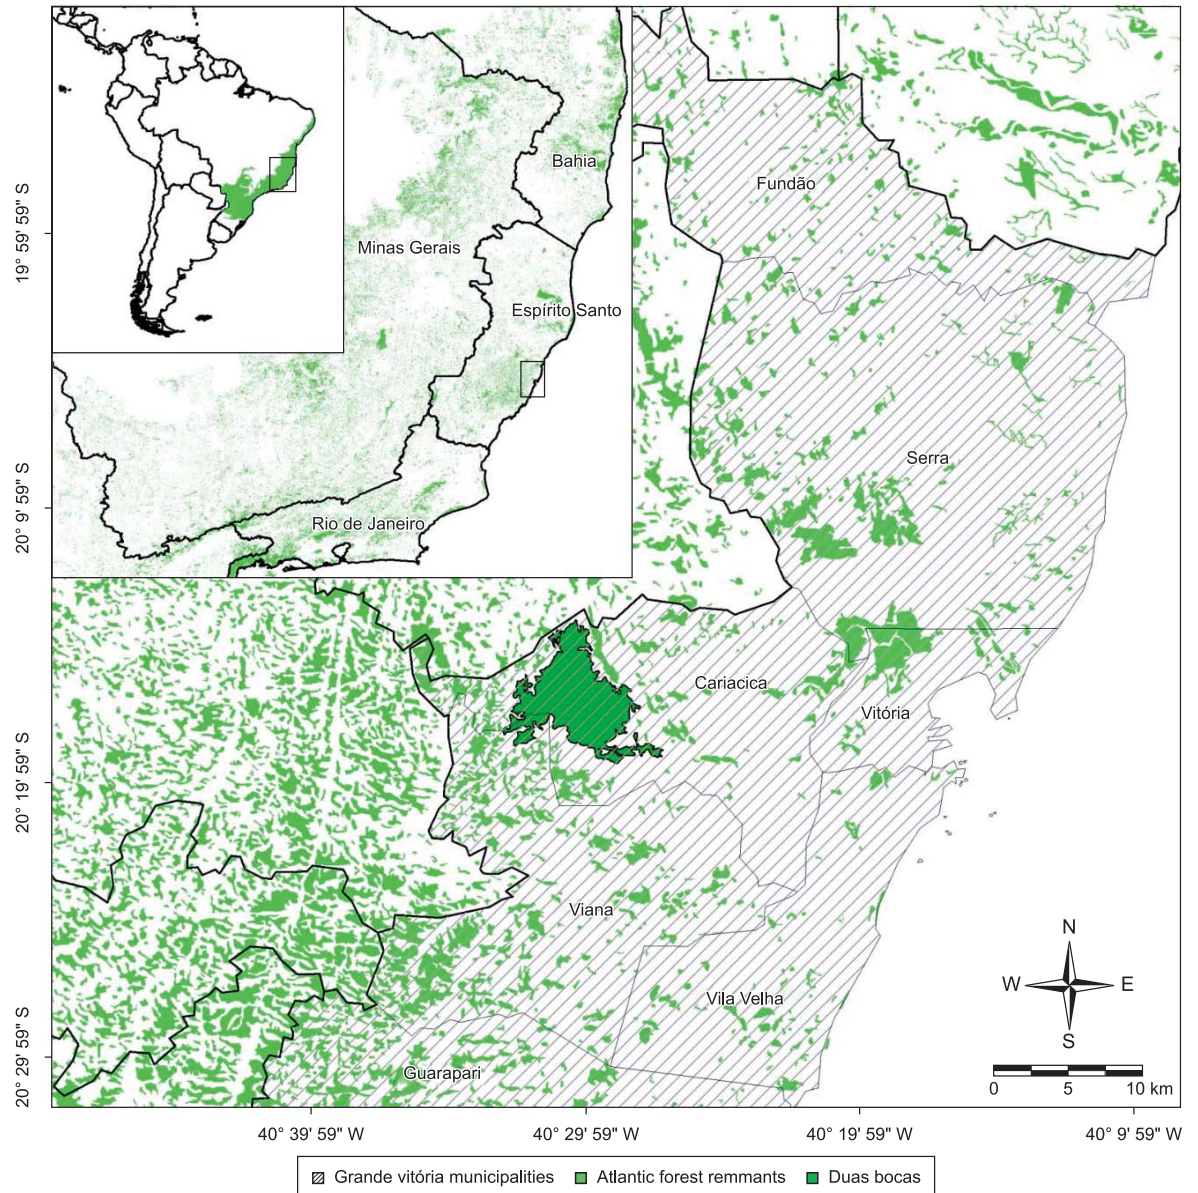 Bahia
Minas Gerais
Espírito Santo
Rio de Janeiro
Fundão
Serra
Cariacica
Vitória
Viana
Vila Velha
Guarapari
19° 59' 59" S
20° 9' 59" S
20° 19' 59" S
20° 29' 59" S
N
W E
S
0 5 10 km
40° 39' 59" W 40° 29' 59" W 40° 19' 59" W 40° 9' 59" W
Grande vitória municipalities Atlantic forest remmants Duas bocas